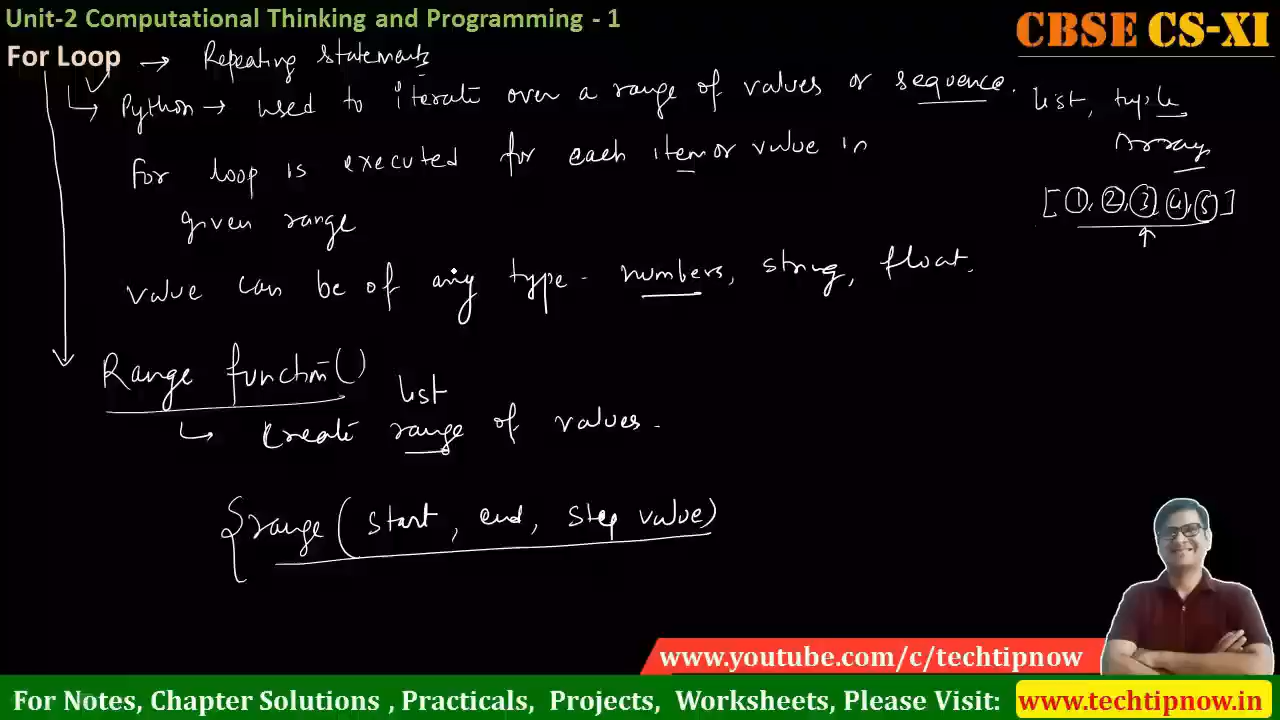 Unit-2 Computational Thinking and Programming - 1
CBSE CS-XI
For Loop → Repeating statements
Python → used to iterate over a range of values or sequence.
list, tuple
Array
For loop is executed for each item or value in
given range
[1, 2, 3, 4, 5]
value can be of any type - numbers, string, float.
Range function()
list
create range of values.
range (start, end, step value)
www.youtube.com/c/techtipnow
For Notes, Chapter Solutions , Practicals, Projects, Worksheets, Please Visit: www.techtipnow.in